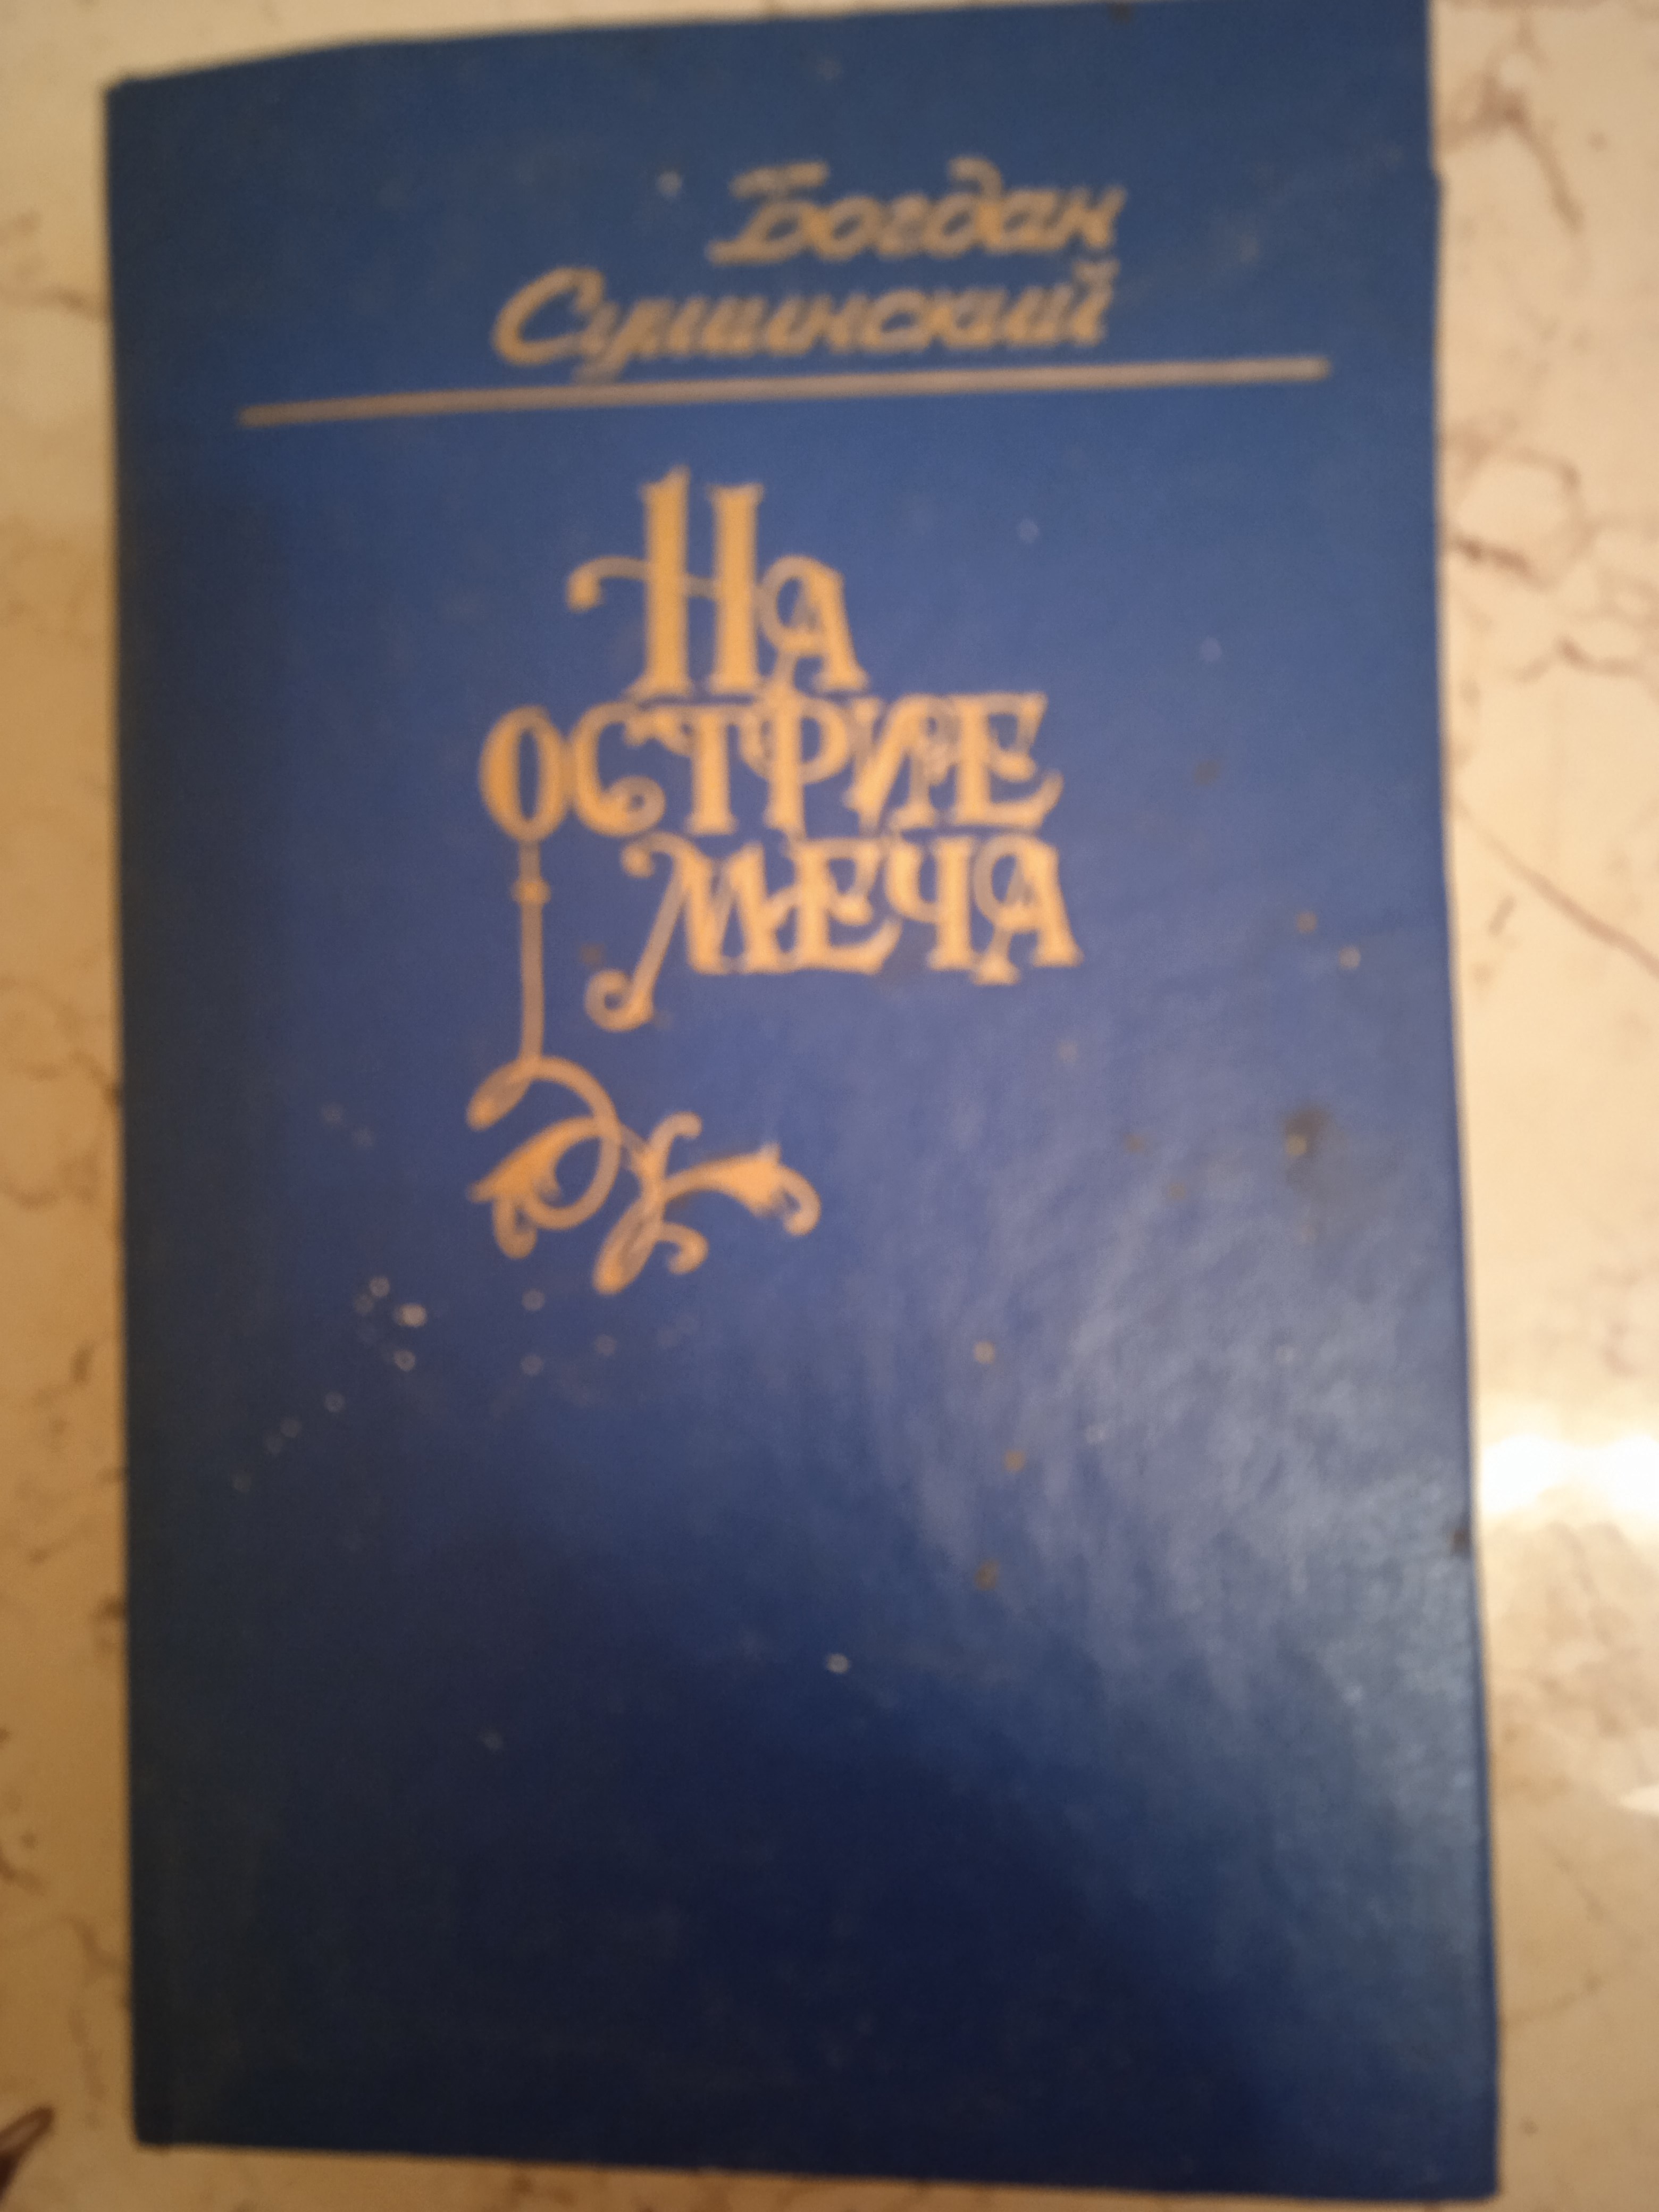 Богдан
Сушинский
На
острие
меча